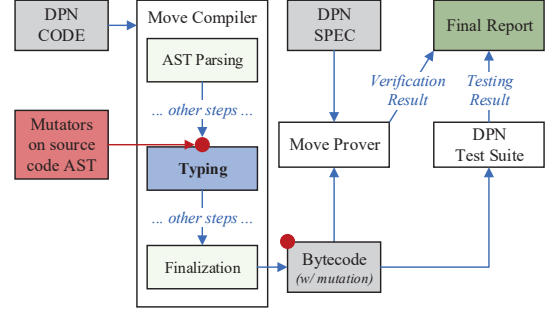 DPN
CODE
Move Compiler
AST Parsing
... other steps ...
Mutators
on source
code AST
Typing
... other steps ...
Finalization
DPN
SPEC
Final Report
Verification
Result
Testing
Result
Move Prover
DPN
Test Suite
Bytecode
(w/ mutation)